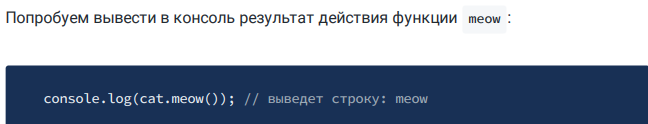 Попробуем вывести в консоль результат действия функции meow:
console.log(cat.meow()); // выведет строку: meow